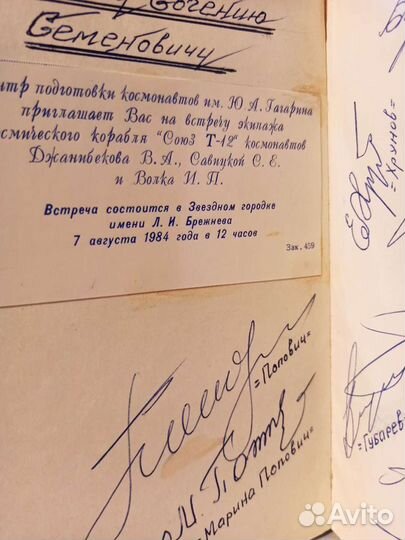 Евгению
Семеновичу
нтр подготовки космонавтов им. Ю. А. Гагарина
приглашает Вас на встречу экипажа
смического корабля "Союз Т-12" космонавтов
Джанибекова В. А., Савицкой С. Е.
и Волка И. П.
Встреча состоится в Звездном городке
имени Л. И. Брежнева
7 августа 1984 года в 12 часов
Зак. 459
=Попович=
М. Попов
=Марина Попович=
=Хрунов=
=Губарев
Avito